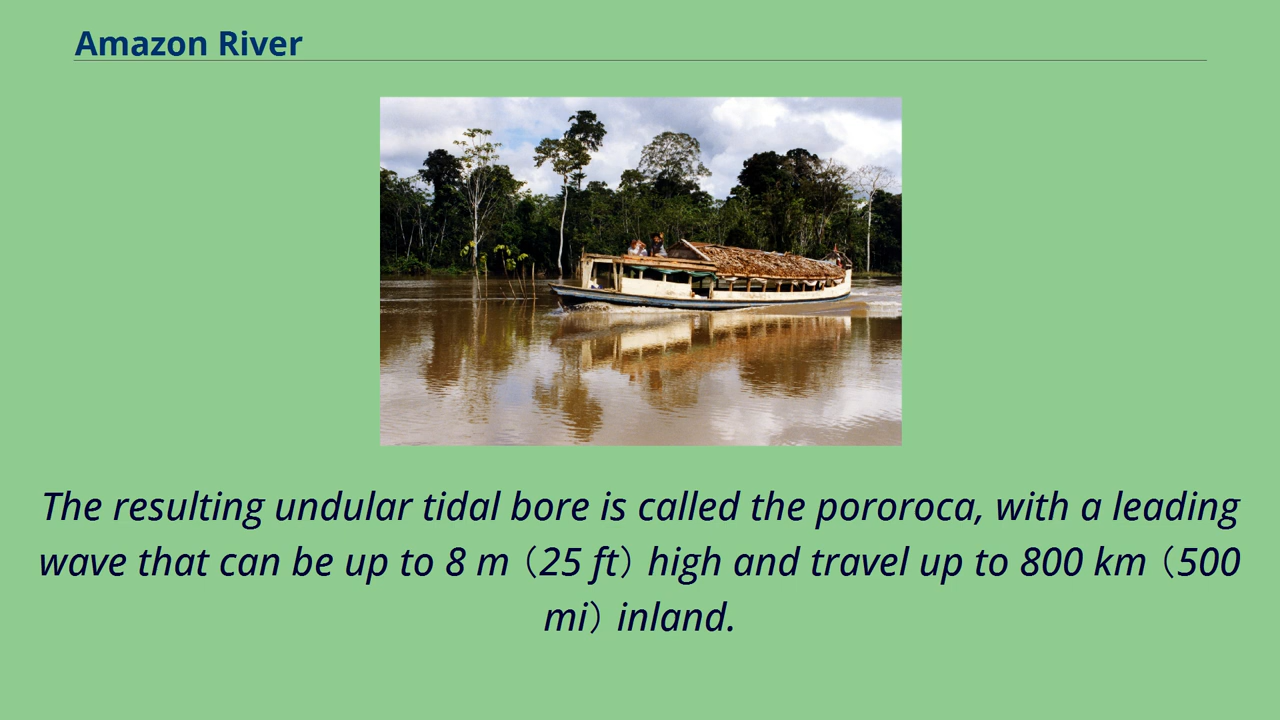 Amazon River
The resulting undular tidal bore is called the pororoca, with a leading
wave that can be up to 8 m（25 ft）high and travel up to 800 km（500
mi）inland.